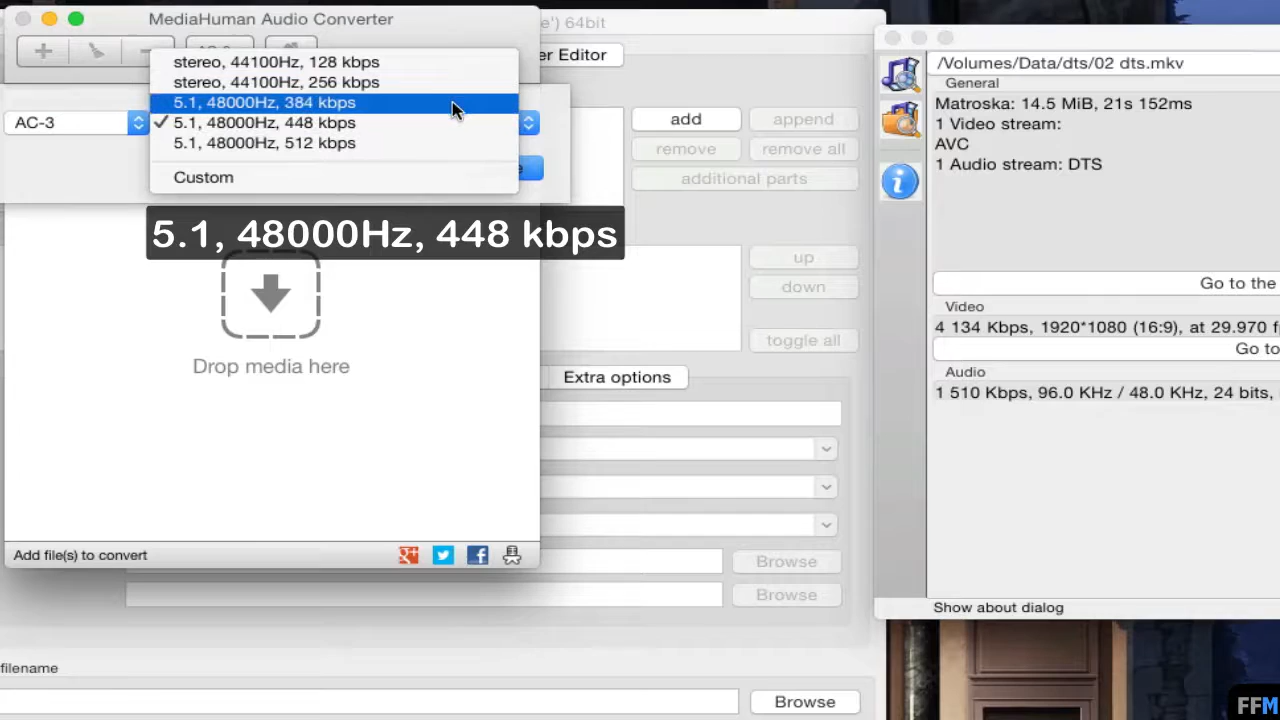 MediaHuman Audio Converter
e') 64bit
er Editor
stereo, 44100Hz, 128 kbps
stereo, 44100Hz, 256 kbps
5.1, 48000Hz, 384 kbps
5.1, 48000Hz, 448 kbps
5.1, 48000Hz, 512 kbps
Custom
AC-3
5.1, 48000Hz, 448 kbps
Drop media here
Add file(s) to convert
add
append
remove
remove all
additional parts
up
down
toggle all
Extra options
Browse
Browse
filename
Browse
/Volumes/Data/dts/02 dts.mkv
General
Matroska: 14.5 MiB, 21s 152ms
1 Video stream:
AVC
1 Audio stream: DTS
Go to the
Video
4 134 Kbps, 1920*1080 (16:9), at 29.970 f
Go to
Audio
1 510 Kbps, 96.0 KHz / 48.0 KHz, 24 bits,
Show about dialog
FFM